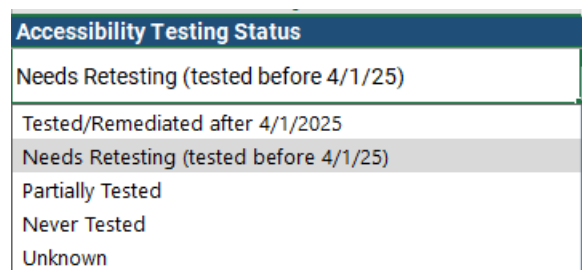 Accessibility Testing Status
Needs Retesting (tested before 4/1/25)
Tested/Remediated after 4/1/2025
Needs Retesting (tested before 4/1/25)
Partially Tested
Never Tested
Unknown